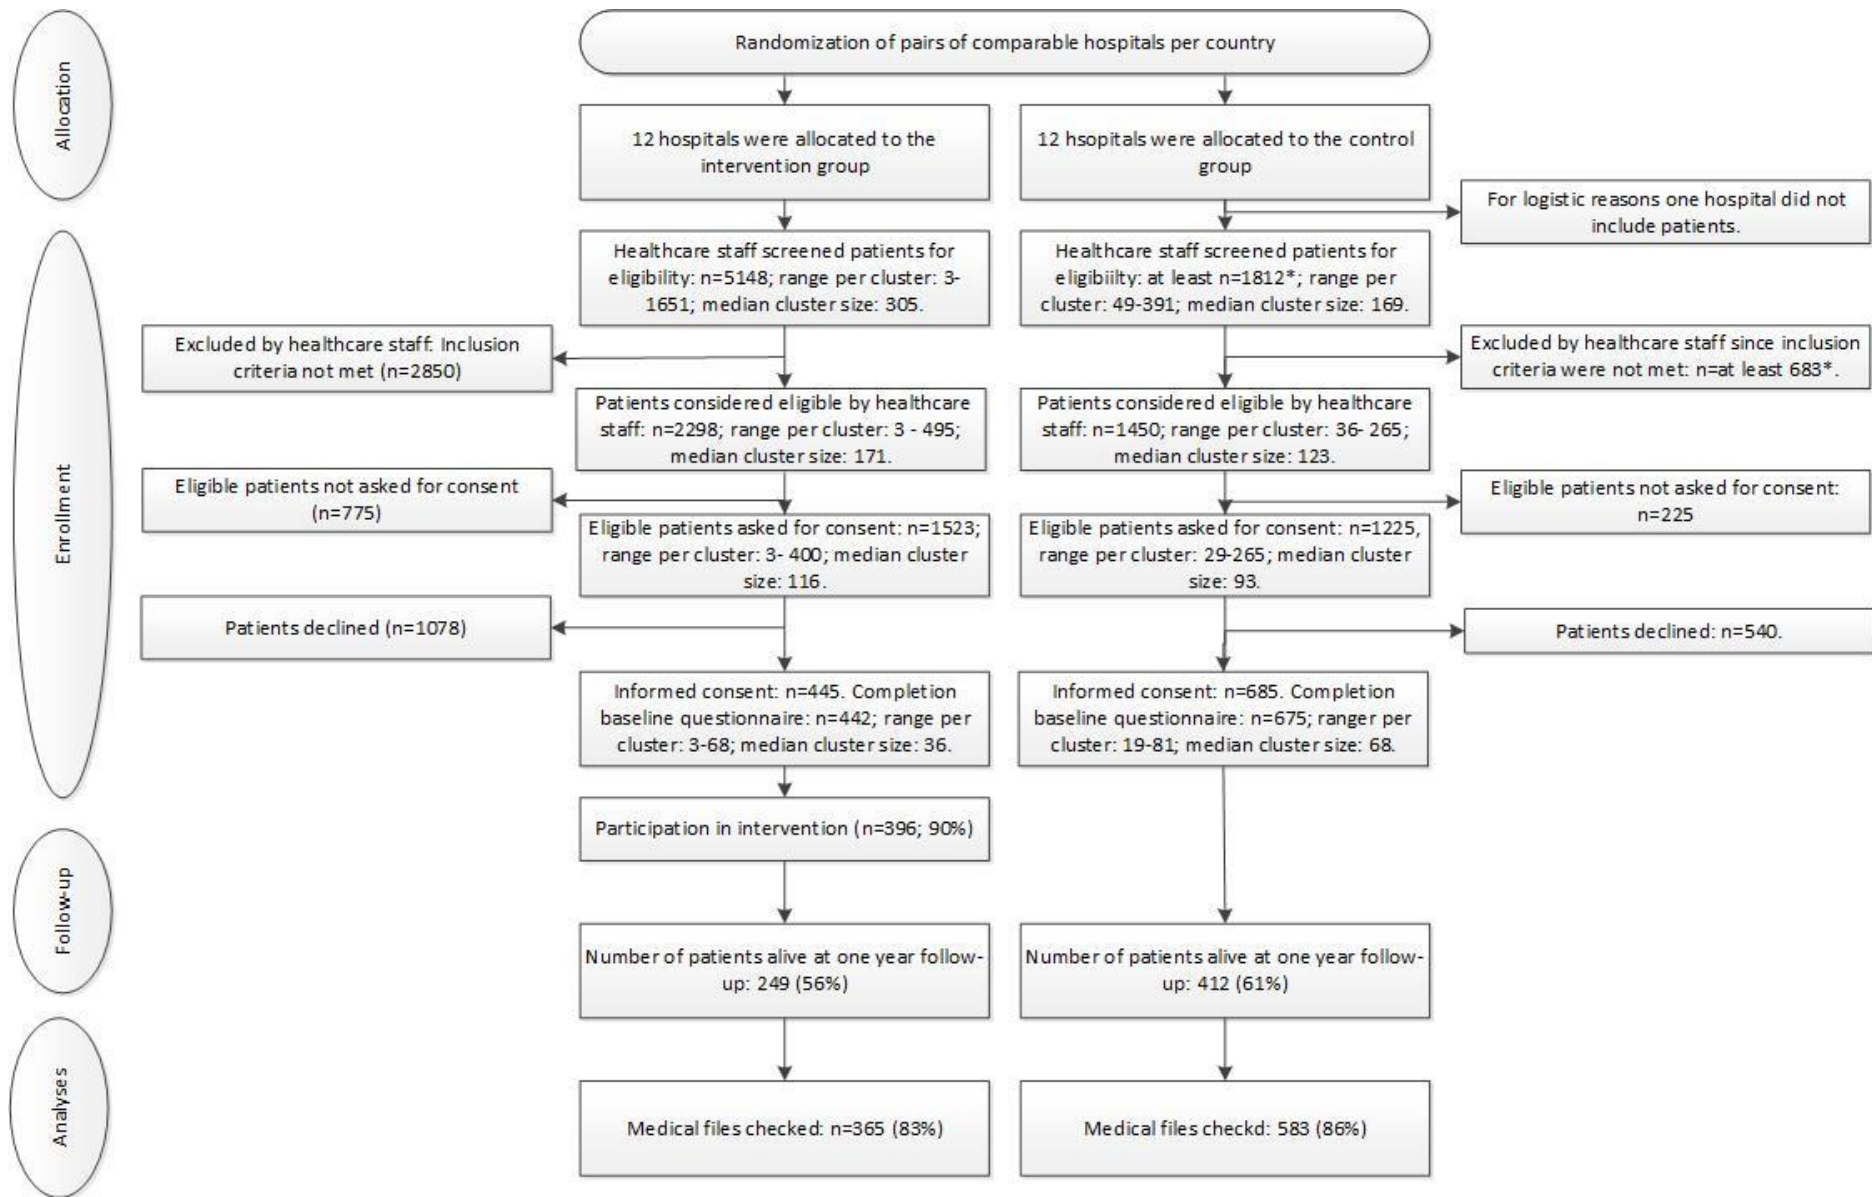 Allocation
Randomization of pairs of comparable hospitals per country
12 hospitals were allocated to the
intervention group
12 hsopitals were allocated to the control
group
For logistic reasons one hospital did not
include patients.
Enrollment
Healthcare staff screened patients for
eligibility: n=5148; range per cluster: 3-
1651; median cluster size: 305.
Healthcare staff screened patients for
eligibiilty: at least n=1812*; range per
cluster: 49-391; median cluster size: 169.
Excluded by healthcare staff: Inclusion
criteria not met (n=2850)
Excluded by healthcare staff since inclusion
criteria were not met: n=at least 683*.
Patients considered eligible by healthcare
staff: n=2298; range per cluster: 3 - 495;
median cluster size: 171.
Patients considered eligible by healthcare
staff: n=1450; range per cluster: 36- 265;
median cluster size: 123.
Eligible patients not asked for consent
(n=775)
Eligible patients not asked for consent:
n=225
Eligible patients asked for consent: n=1523;
range per cluster: 3- 400; median cluster
size: 116.
Eligible patients asked for consent: n=1225,
range per cluster: 29-265; median cluster
size: 93.
Patients declined (n=1078)
Patients declined: n=540.
Informed consent: n=445. Completion
baseline questionnaire: n=442; range per
cluster: 3-68; median cluster size: 36.
Informed consent: n=685. Completion
baseline questionnaire: n=675; ranger per
cluster: 19-81; median cluster size: 68.
Participation in intervention (n=396; 90%)
Follow-up
Number of patients alive at one year follow-
up: 249 (56%)
Number of patients alive at one year follow-
up: 412 (61%)
Analyses
Medical files checked: n=365 (83%)
Medical files checkd: 583 (86%)